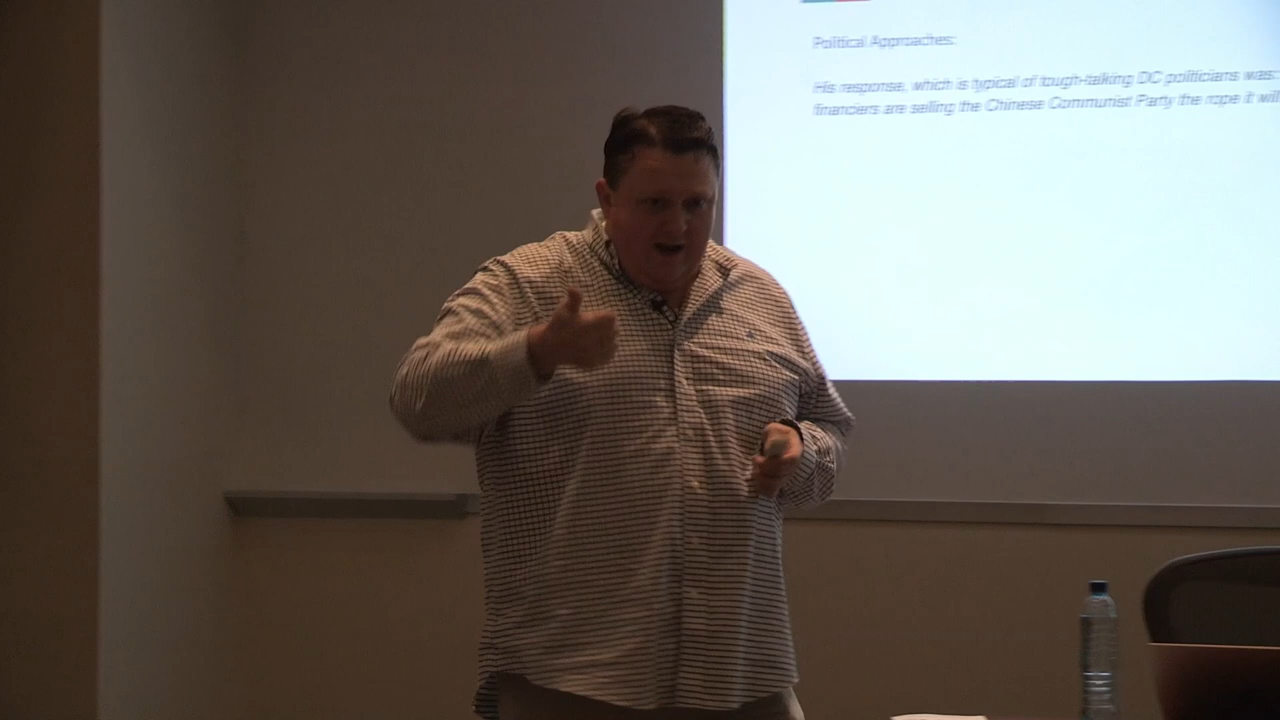 Political Approaches:
His response, which is typical of tough-talking DC politicians was:
financiers are selling the Chinese Communist Party the rope it will